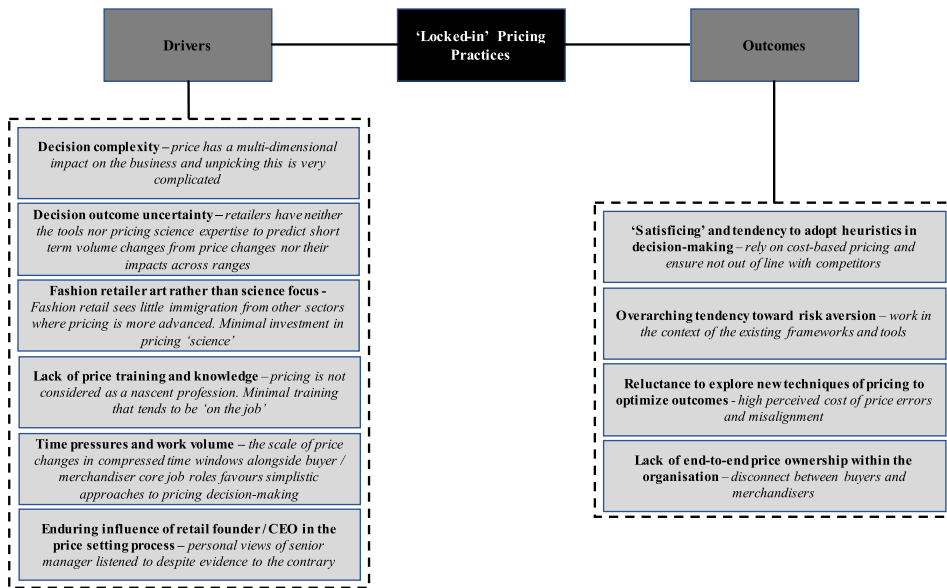 Drivers
‘Locked-in’ Pricing
Practices
Outcomes
Decision complexity – price has a multi-dimensional
impact on the business and unpicking this is very
complicated
Decision outcome uncertainty – retailers have neither
the tools nor pricing science expertise to predict short
term volume changes from price changes nor their
impacts across ranges
Fashion retailer art rather than science focus -
Fashion retail sees little immigration from other sectors
where pricing is more advanced. Minimal investment in
pricing ‘science’
Lack of price training and knowledge – pricing is not
considered as a nascent profession. Minimal training
that tends to be ‘on the job’
Time pressures and work volume – the scale of price
changes in compressed time windows alongside buyer /
merchandiser core job roles favours simplistic
approaches to pricing decision-making
Enduring influence of retail founder / CEO in the
price setting process – personal views of senior
manager listened to despite evidence to the contrary
‘Satisficing’ and tendency to adopt heuristics in
decision-making – rely on cost-based pricing and
ensure not out of line with competitors
Overarching tendency toward risk aversion – work in
the context of the existing frameworks and tools
Reluctance to explore new techniques of pricing to
optimize outcomes - high perceived cost of price errors
and misalignment
Lack of end-to-end price ownership within the
organisation – disconnect between buyers and
merchandisers